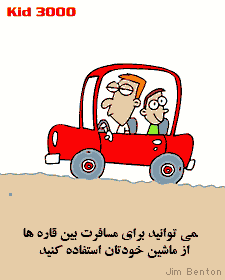 Kid 3000
می توانید برای مسافرت بین قاره ها
از ماشین خودتان استفاده کنید.
Jim Benton